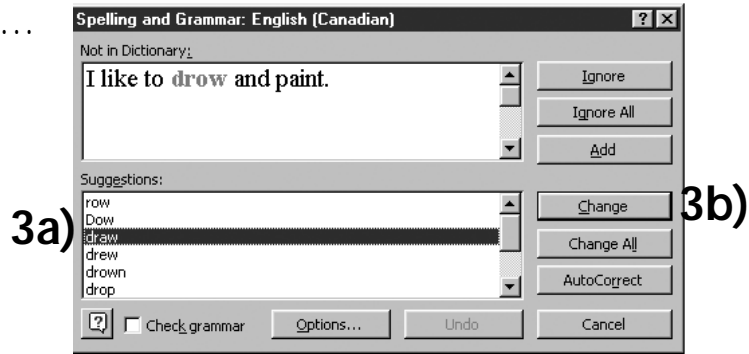 ...
Spelling and Grammar: English (Canadian)
Not in Dictionary:
I like to drow and paint.
Ignore
Ignore All
Add
Suggestions:
3a)
row
Dow
draw
drew
drown
drop
Change
3b)
Change All
AutoCorrect
Check grammar
Options...
Undo
Cancel